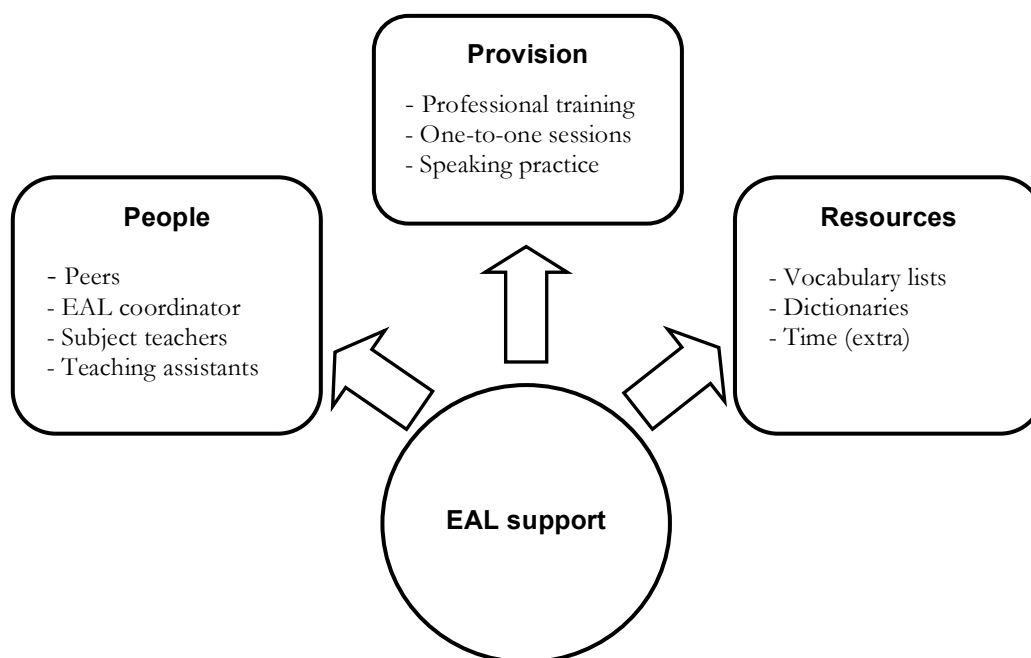 Provision
- Professional training
- One-to-one sessions
- Speaking practice
People
- Peers
- EAL coordinator
- Subject teachers
- Teaching assistants
Resources
- Vocabulary lists
- Dictionaries
- Time (extra)
EAL support